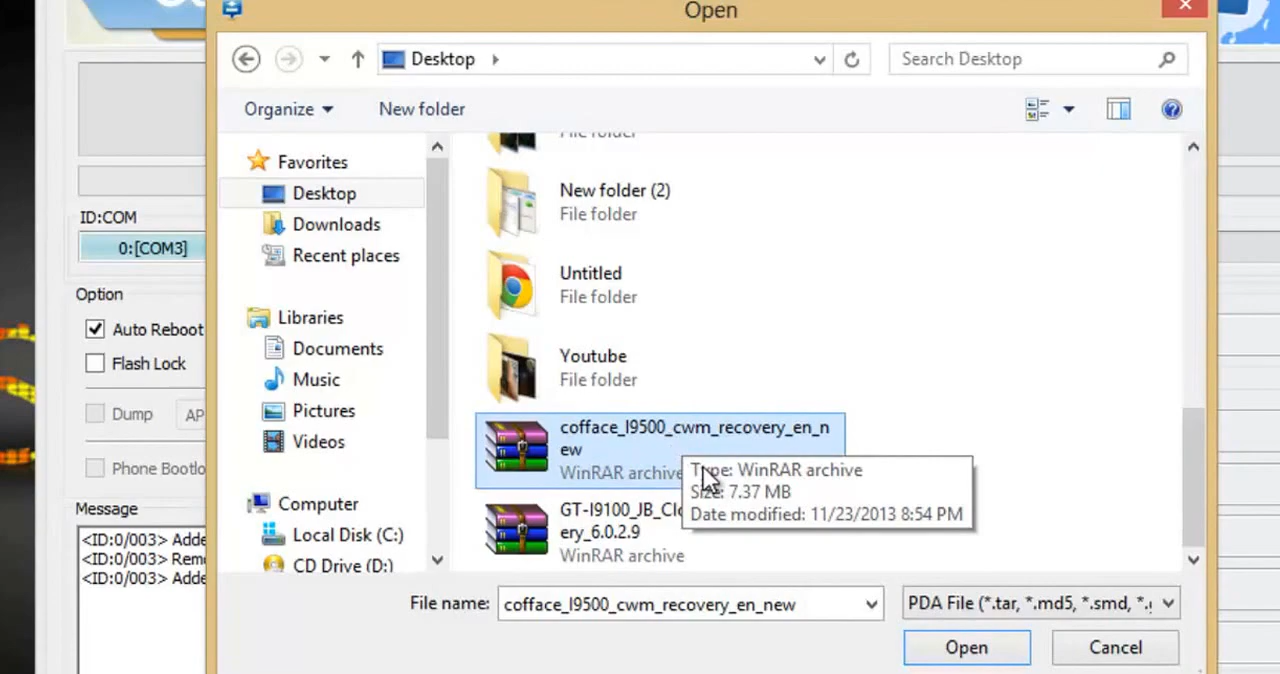 Open
Desktop
Search Desktop
Organize
New folder
File folder
Favorites
Desktop
Downloads
Recent places
Libraries
Documents
Music
Pictures
Videos
Computer
Local Disk (C:)
CD Drive (D:)
New folder (2)
File folder
Untitled
File folder
Youtube
File folder
cofface_I9500_cwm_recovery_en_n
ew
WinRAR archive
Type: WinRAR archive
Size: 7.37 MB
Date modified: 11/23/2013 8:54 PM
GT-I9100_JB_Clo
ery_6.0.2.9
WinRAR archive
File name:
cofface_I9500_cwm_recovery_en_new
PDA File (*.tar, *.md5, *.smd, *.g
Open
Cancel
ID:COM
0:[COM3]
Option
Auto Reboot
Flash Lock
Dump
AP
Phone Bootlo
Message
<ID:0/003> Adde
<ID:0/003> Remo
<ID:0/003> Adde